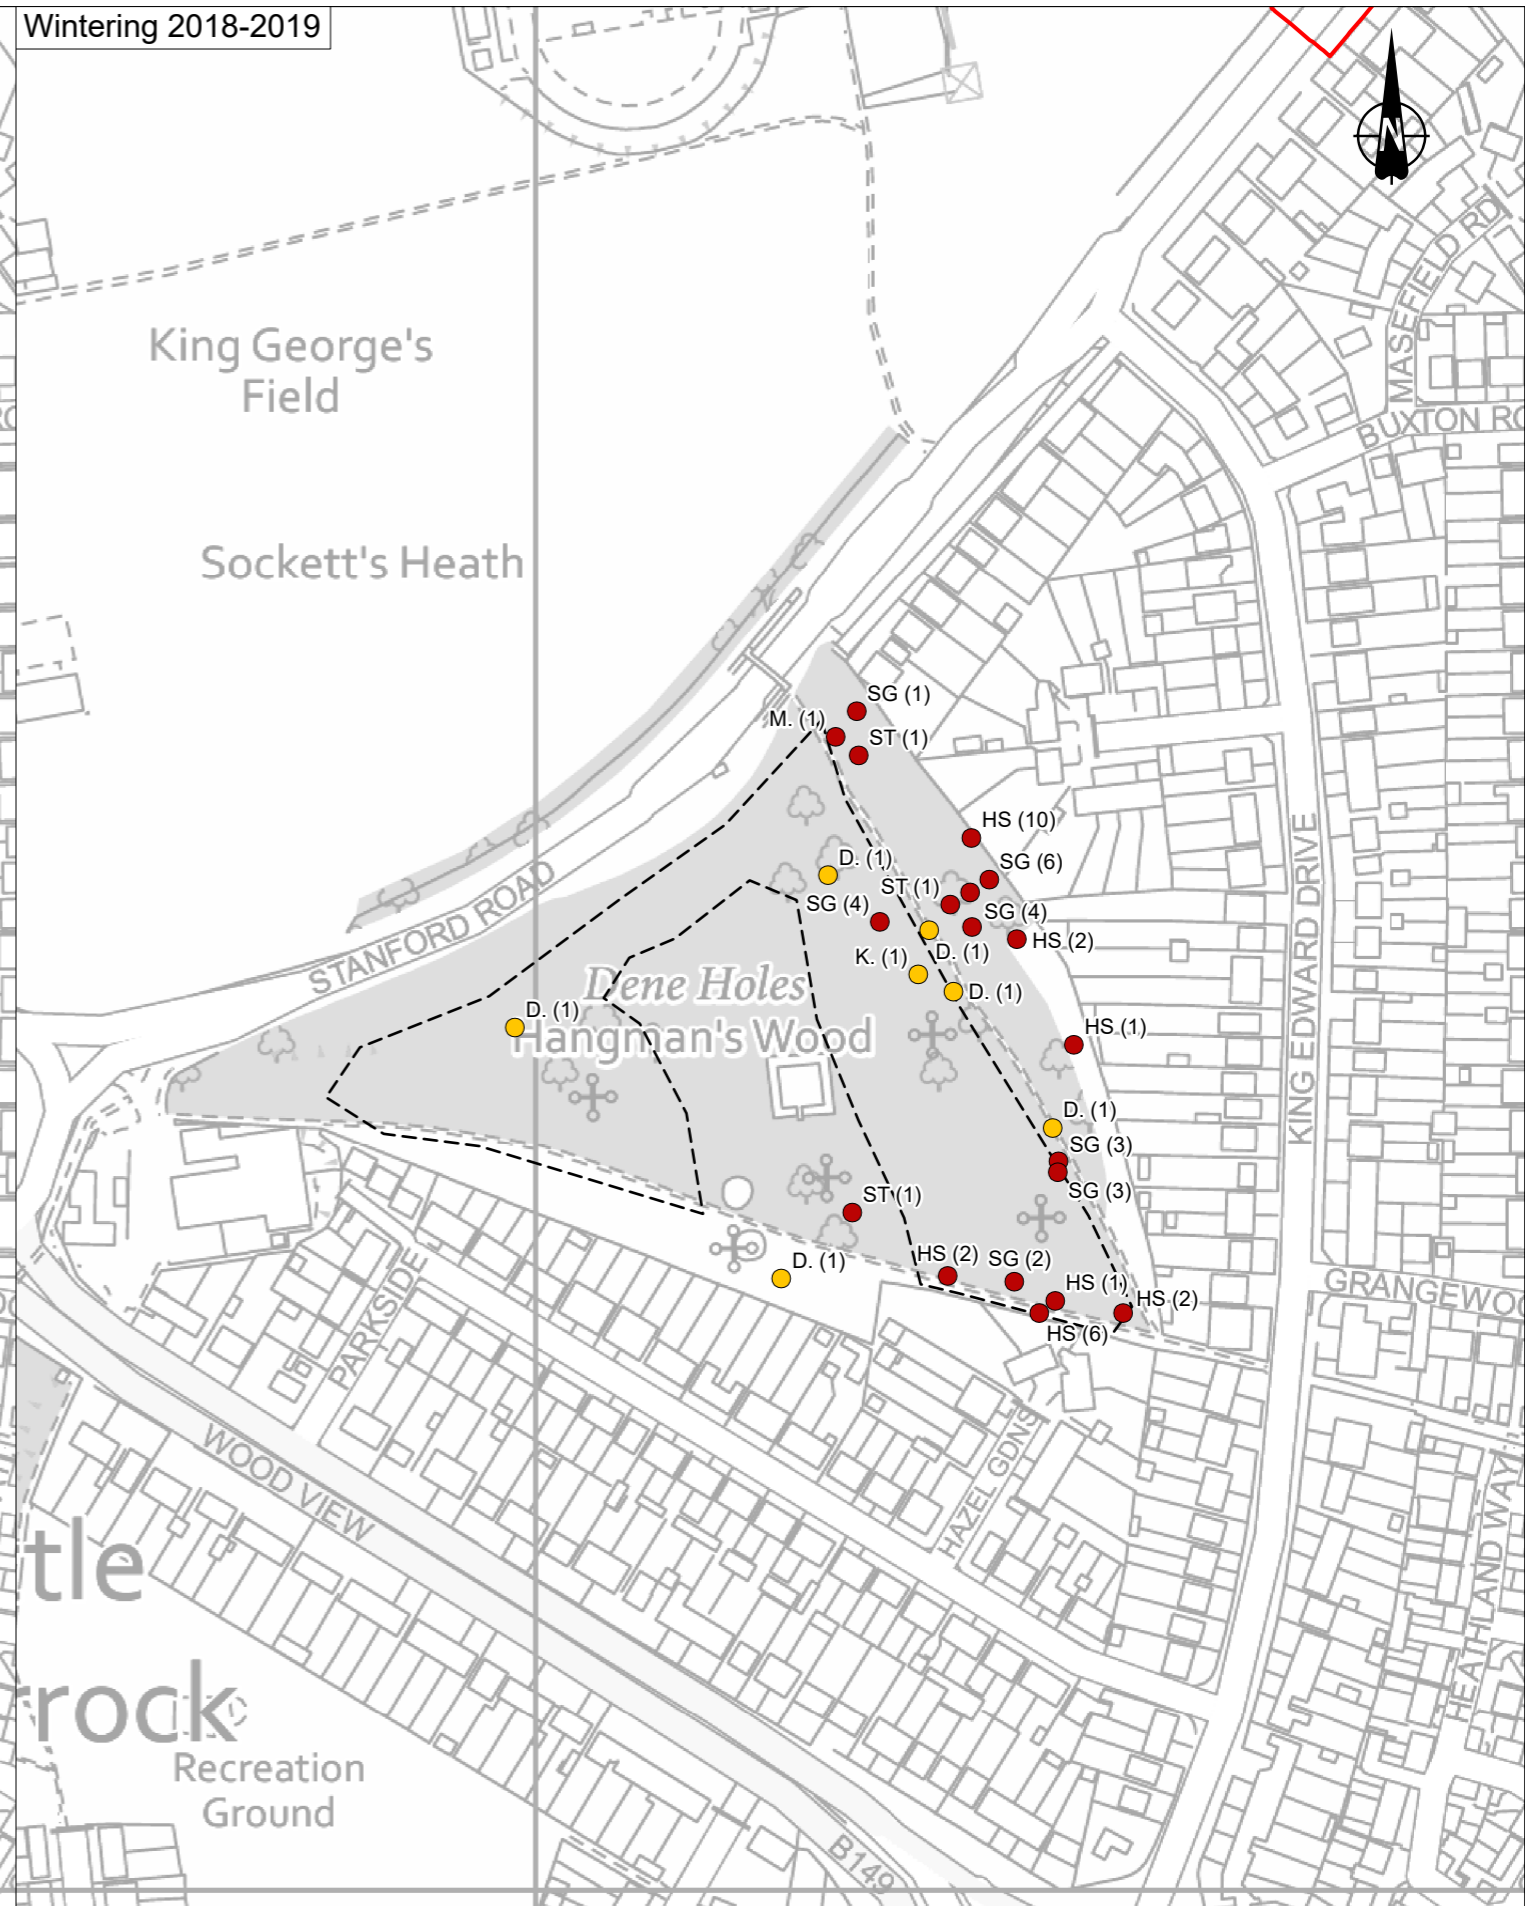 Wintering 2018-2019
N
MASEFIELD RD
King George's
Field
BUXTON RO
Sockett's Heath
SG (1)
M. (1)
ST (1)
HS (10)
D. (1)
SG (6)
ST (1)
SG (4)
SG (4)
HS (2)
K. (1)
D. (1)
STANFORD ROAD
Dene Holes
D. (1)
D. (1)
Hangman's Wood
HS (1)
KING EDWARD DRIVE
D. (1)
SG (3)
SG (3)
ST (1)
HS (2)
SG (2)
D. (1)
HS (1)
HS (2)
HS (6)
GRANGEWOO
PARKSIDE
WOOD VIEW
HAZEL GDNS
HEATHLAND WAY
tle
rock
Recreation
Ground
B149